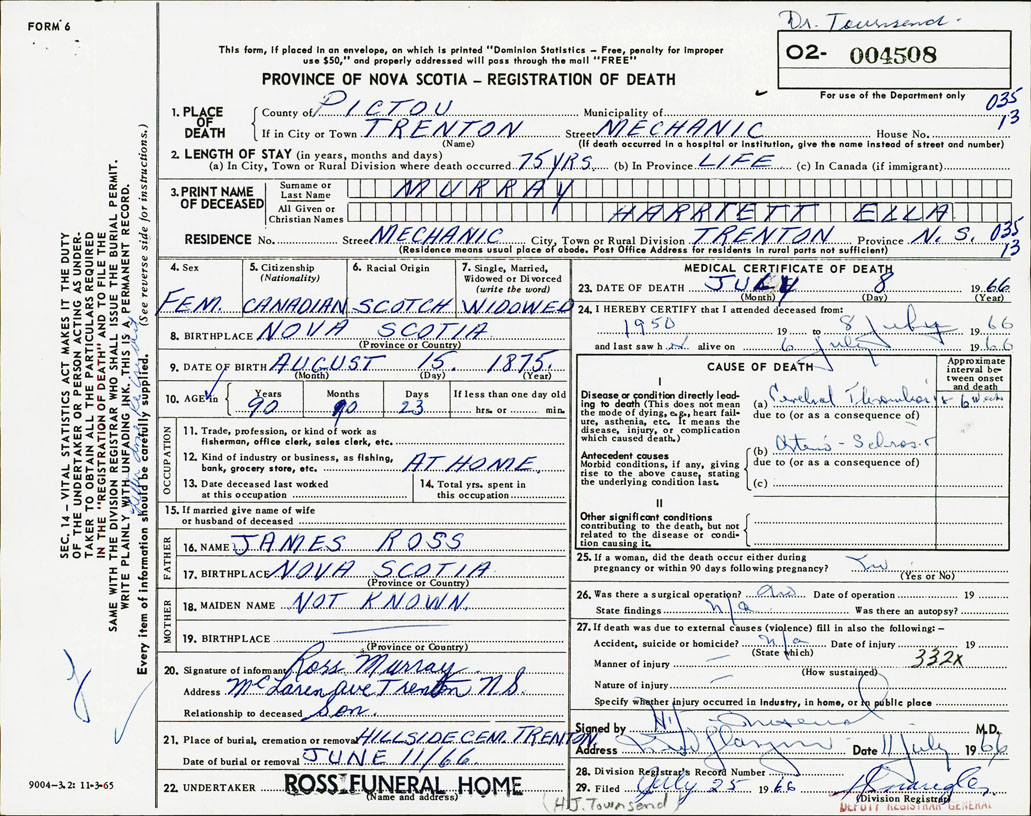 FORM 6
Dr. Townsend.
This form, if placed in an envelope, on which is printed "Dominion Statistics – Free, penalty for improper
use $50," and properly addressed will pass through the mail "FREE"
O2- 004508
PROVINCE OF NOVA SCOTIA – REGISTRATION OF DEATH
For use of the Department only
035
13
1. PLACE OF DEATH
County of PICTOU Municipality of
If in City or Town TRENTON Street MECHANIC House No.
(Name) (If death occurred in a hospital or institution, give the name instead of street and number)
2. LENGTH OF STAY (in years, months and days)
(a) In City, Town or Rural Division where death occurred 75 YRS. (b) In Province LIFE (c) In Canada (if immigrant)
3. PRINT NAME OF DECEASED
Surname or Last Name MURRAY
All Given or Christian Names HARRIETT ELLA
RESIDENCE No. Street MECHANIC City, Town or Rural Division TRENTON Province N. S. 035
13
(Residence means usual place of abode. Post Office Address for residents in rural parts not sufficient)
4. Sex FEM.
5. Citizenship (Nationality) CANADIAN
6. Racial Origin SCOTCH
7. Single, Married, Widowed or Divorced (write the word) WIDOWED
8. BIRTHPLACE NOVA SCOTIA
(Province or Country)
9. DATE OF BIRTH AUGUST 15. 1875.
(Month) (Day) (Year)
10. AGE in Years 90 Months 10 Days 23 If less than one day old hrs. or min.
OCCUPATION
11. Trade, profession, or kind of work as
fisherman, office clerk, sales clerk, etc.
12. Kind of industry or business, as fishing,
bank, grocery store, etc. AT HOME.
13. Date deceased last worked
at this occupation
14. Total yrs. spent in
this occupation
15. If married give name of wife
or husband of deceased
FATHER
16. NAME JAMES ROSS
17. BIRTHPLACE NOVA SCOTIA
(Province or Country)
MOTHER
18. MAIDEN NAME NOT KNOWN.
19. BIRTHPLACE
(Province or Country)
20. Signature of informant Ross Murray
Address McLaren ave Trenton N.S.
Relationship to deceased Son.
21. Place of burial, cremation or removal HILLSIDE CEM. TRENTON
Date of burial or removal JUNE 11/66.
22. UNDERTAKER ROSS FUNERAL HOME
(Name and address)
MEDICAL CERTIFICATE OF DEATH
23. DATE OF DEATH JULY 8 1966
(Month) (Day) (Year)
24. I HEREBY CERTIFY that I attended deceased from:
1950 19 to 8 July 1966
and last saw h er alive on 6 July 1966
CAUSE OF DEATH
Approximate interval between onset and death
I
Disease or condition directly leading to death (This does not mean the mode of dying, e.g., heart failure, asthenia, etc. It means the disease, injury, or complication which caused death.)
(a) Cerebral Thrombosis 6 weeks
due to (or as a consequence of)
Antecedent causes
Morbid conditions, if any, giving rise to the above cause, stating the underlying condition last.
(b)
due to (or as a consequence of)
(c)
II
Other significant conditions
contributing to the death, but not related to the disease or condition causing it.
25. If a woman, did the death occur either during
pregnancy or within 90 days following pregnancy?
(Yes or No)
26. Was there a surgical operation? no Date of operation 19
State findings n/a Was there an autopsy?
27. If death was due to external causes (violence) fill in also the following: –
Accident, suicide or homicide? n/a Date of injury 19
(State which) 332x
Manner of injury
(How sustained)
Nature of injury
Specify whether injury occurred in industry, in home, or in public place
Signed by M.D.
Address Date 11 July 1966
28. Division Registrar's Record Number
29. Filed July 25 1966
(Division Registrar)
DEPUTY REGISTRAR GENERAL
(H.J. Townsend)
SEC. 14 – VITAL STATISTICS ACT MAKES IT THE DUTY
OF THE UNDERTAKER OR PERSON ACTING AS UNDER-
TAKER TO OBTAIN ALL THE PARTICULARS REQUIRED
IN THE "REGISTRATION OF DEATH" AND TO FILE THE
SAME WITH THE DIVISION REGISTRAR WHO SHALL ISSUE THE BURIAL PERMIT.
WRITE PLAINLY WITH UNFADING INK. THIS IS A PERMANENT RECORD.
Every item of information should be carefully supplied. (See reverse side for instructions.)
9004–3.2: 11-3-65